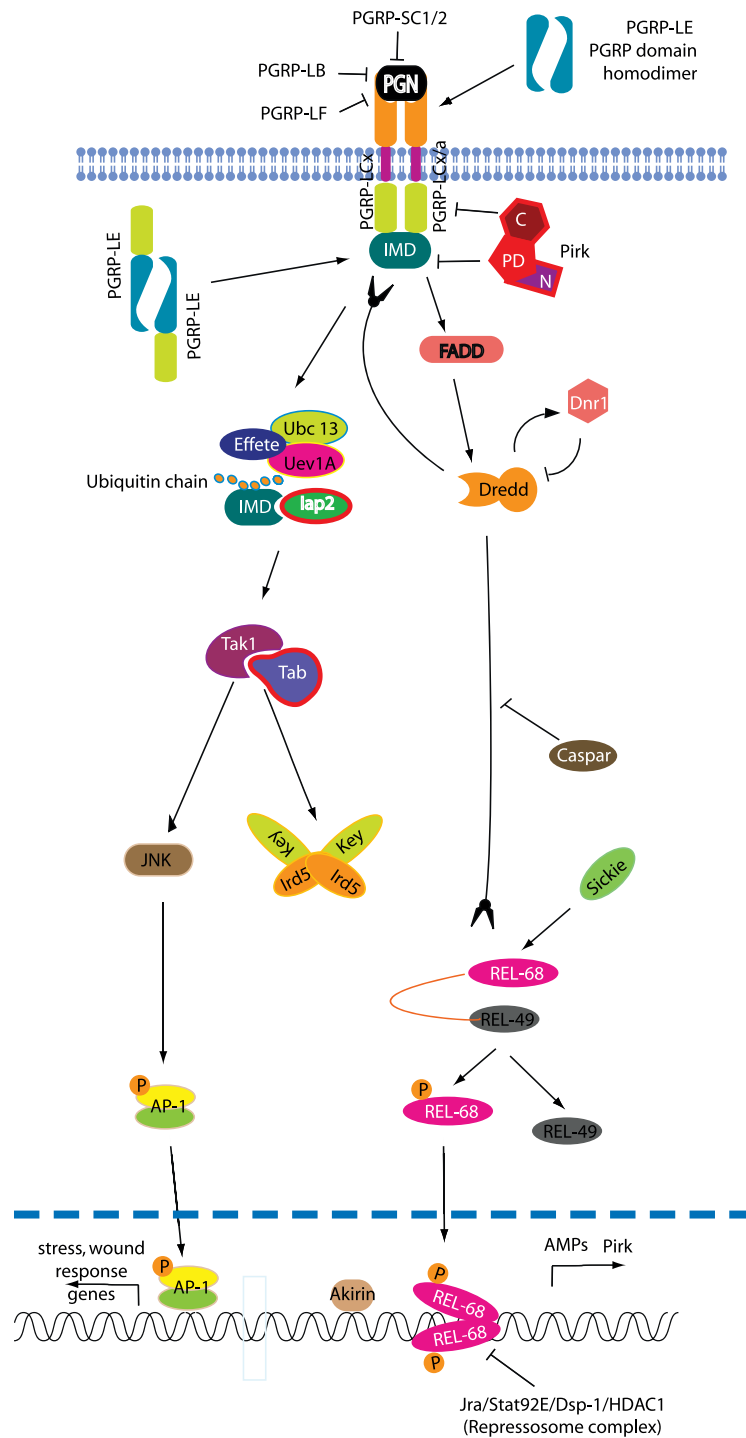 PGRP-SC1/2
PGRP-LE
PGRP domain
homodimer
PGRP-LB
PGN
PGRP-LF
PGRP-LCx
PGRP-LCx/a
C
PD
N
Pirk
IMD
PGRP-LE
PGRP-LE
FADD
Dnr1
Ubc 13
Effete
Uev1A
Ubiquitin chain
IMD
Iap2
Dredd
Tak1
Tab
Caspar
JNK
Key
Key
Ird5
Ird5
Sickie
REL-68
REL-49
P
AP-1
P
REL-68
REL-49
stress, wound
response
genes
P
AP-1
Akirin
P
REL-68
REL-68
P
AMPs
Pirk
Jra/Stat92E/Dsp-1/HDAC1
(Repressosome complex)